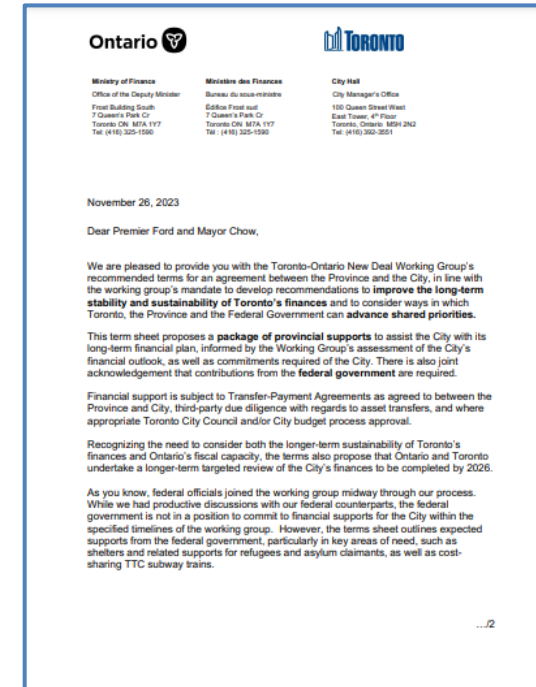 Ontario
TORONTO
Ministry of Finance
Office of the Deputy Minister
Frost Building South
7 Queen's Park Cr
Toronto ON M7A 1Y7
Tel: (416) 325-1590
Ministère des Finances
Bureau du sous-ministre
Édifice Frost sud
7 Queen's Park Cr
Toronto ON M7A 1Y7
Tél : (416) 325-1590
City Hall
City Manager's Office
100 Queen Street West
East Tower, 4th Floor
Toronto, Ontario M5H 2N2
Tel: (416) 392-3551
November 26, 2023
Dear Premier Ford and Mayor Chow,
We are pleased to provide you with the Toronto-Ontario New Deal Working Group's
recommended terms for an agreement between the Province and the City, in line with
the working group's mandate to develop recommendations to improve the long-term
stability and sustainability of Toronto's finances and to consider ways in which
Toronto, the Province and the Federal Government can advance shared priorities.
This term sheet proposes a package of provincial supports to assist the City with its
long-term financial plan, informed by the Working Group's assessment of the City's
financial outlook, as well as commitments required of the City. There is also joint
acknowledgement that contributions from the federal government are required.
Financial support is subject to Transfer-Payment Agreements as agreed to between the
Province and City, third-party due diligence with regards to asset transfers, and where
appropriate Toronto City Council and/or City budget process approval.
Recognizing the need to consider both the longer-term sustainability of Toronto's
finances and Ontario's fiscal capacity, the terms also propose that Ontario and Toronto
undertake a longer-term targeted review of the City's finances to be completed by 2026.
As you know, federal officials joined the working group midway through our process.
While we had productive discussions with our federal counterparts, the federal
government is not in a position to commit to financial supports for the City within the
specified timelines of the working group. However, the terms sheet outlines expected
supports from the federal government, particularly in key areas of need, such as
shelters and related supports for refugees and asylum claimants, as well as cost-
sharing TTC subway trains.
…/2